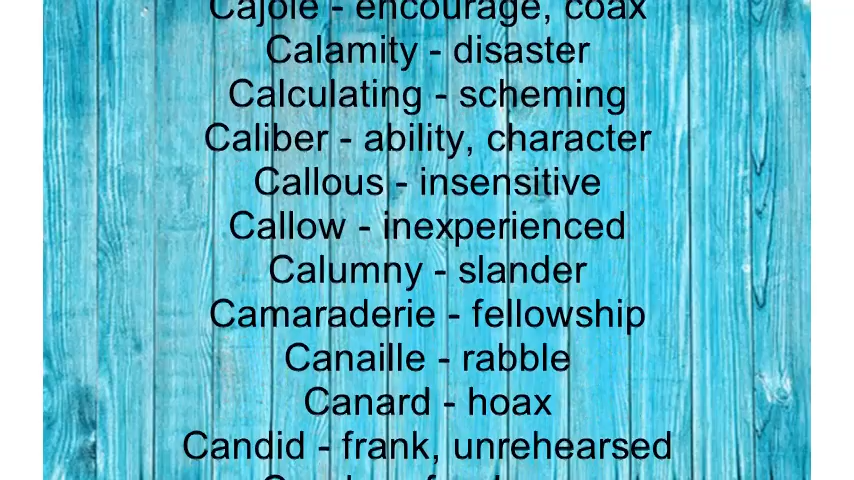 Cajole - encourage, coax
Calamity - disaster
Calculating - scheming
Caliber - ability, character
Callous - insensitive
Callow - inexperienced
Calumny - slander
Camaraderie - fellowship
Canaille - rabble
Canard - hoax
Candid - frank, unrehearsed